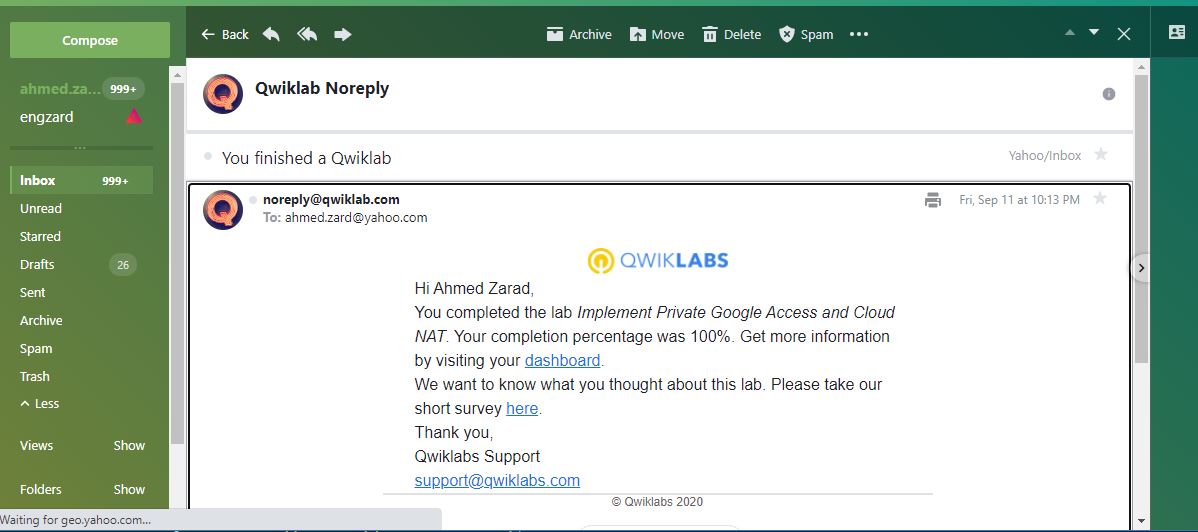 Compose
Back
Archive
Move
Delete
Spam
ahmed.za... 999+
engzard
Inbox 999+
Unread
Starred
Drafts 26
Sent
Archive
Spam
Trash
Less
Views Show
Folders Show
Waiting for geo.yahoo.com...
Qwiklab Noreply
You finished a Qwiklab
Yahoo/Inbox
noreply@qwiklab.com
Fri, Sep 11 at 10:13 PM
To: ahmed.zard@yahoo.com
QWIKLABS
Hi Ahmed Zarad,
You completed the lab Implement Private Google Access and Cloud
NAT. Your completion percentage was 100%. Get more information
by visiting your dashboard.
We want to know what you thought about this lab. Please take our
short survey here.
Thank you,
Qwiklabs Support
support@qwiklabs.com
© Qwiklabs 2020